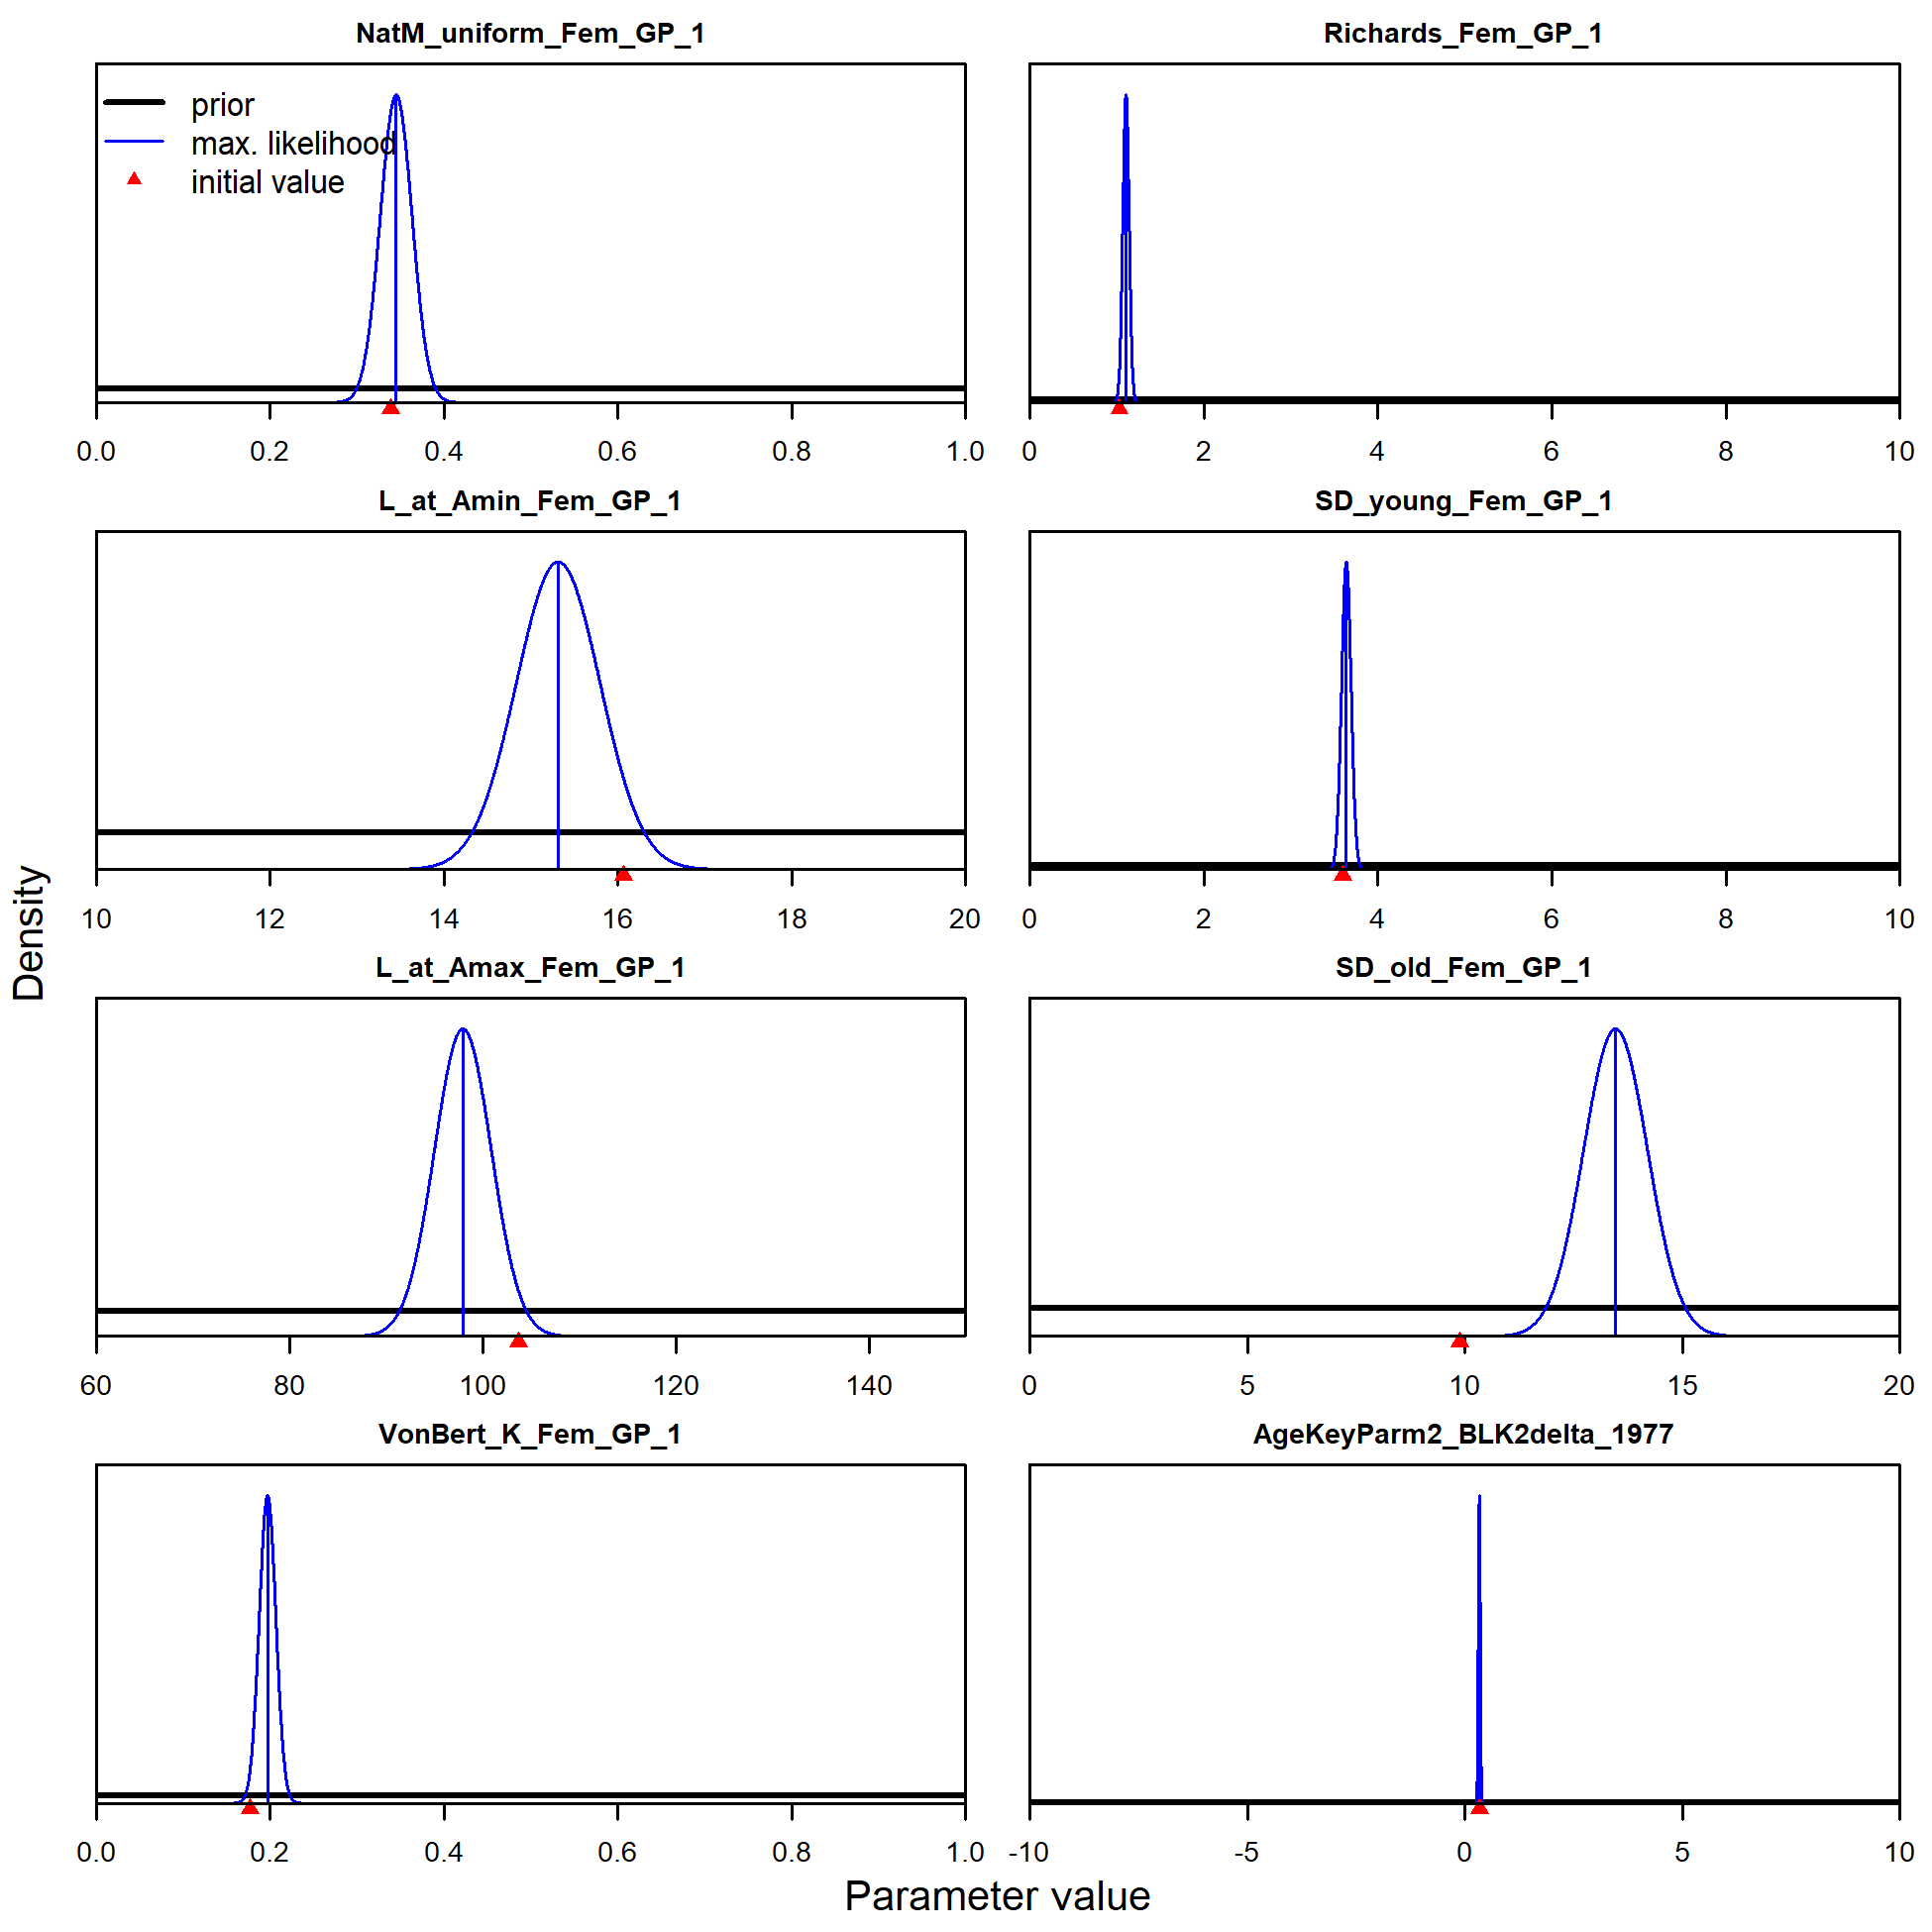 NatM_uniform_Fem_GP_1
prior
max. likelihood
initial value
0.0 0.2 0.4 0.6 0.8 1.0
Richards_Fem_GP_1
0 2 4 6 8 10
L_at_Amin_Fem_GP_1
10 12 14 16 18 20
SD_young_Fem_GP_1
0 2 4 6 8 10
L_at_Amax_Fem_GP_1
60 80 100 120 140
SD_old_Fem_GP_1
0 5 10 15 20
VonBert_K_Fem_GP_1
0.0 0.2 0.4 0.6 0.8 1.0
AgeKeyParm2_BLK2delta_1977
-10 -5 0 5 10
Density
Parameter value